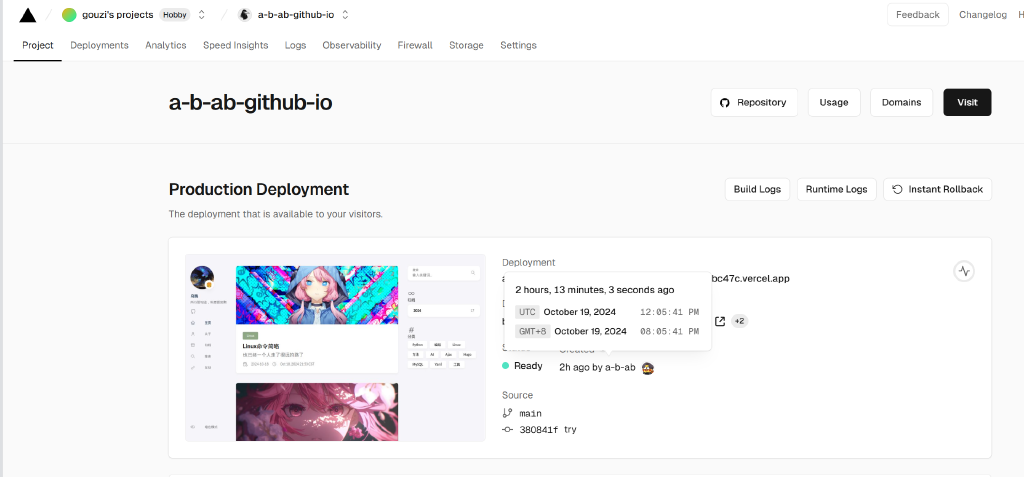 gouzi's projects Hobby a-b-ab-github-io Feedback Changelog H
Project Deployments Analytics Speed Insights Logs Observability Firewall Storage Settings
a-b-ab-github-io
Repository Usage Domains Visit
Production Deployment
Build Logs Runtime Logs Instant Rollback
The deployment that is available to your visitors.
Deployment
bc47c.vercel.app
2 hours, 13 minutes, 3 seconds ago
UTC October 19, 2024 12:05:41 PM
GMT+8 October 19, 2024 08:05:41 PM
+2
Created
Ready 2h ago by a-b-ab
Source
main
380841f try
Linux命令简略
2024